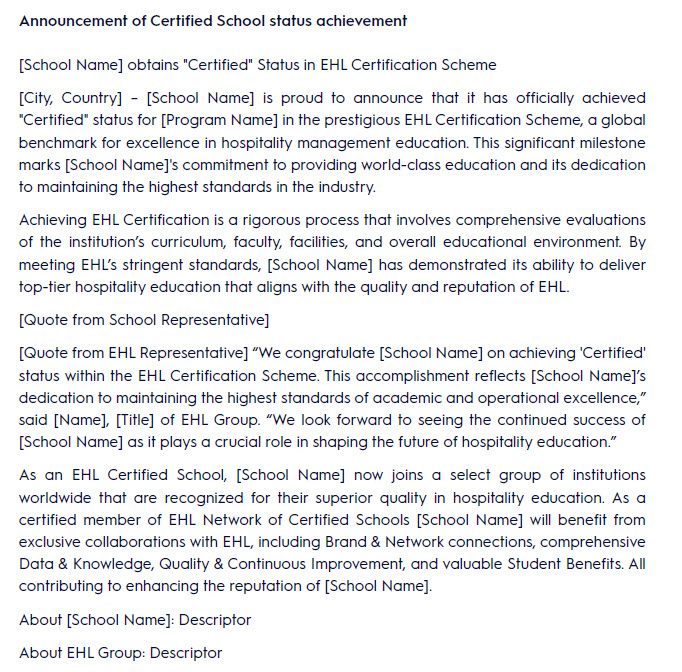 Announcement of Certified School status achievement
[School Name] obtains "Certified" Status in EHL Certification Scheme
[City, Country] – [School Name] is proud to announce that it has officially achieved
"Certified" status for [Program Name] in the prestigious EHL Certification Scheme, a global
benchmark for excellence in hospitality management education. This significant milestone
marks [School Name]'s commitment to providing world-class education and its dedication
to maintaining the highest standards in the industry.
Achieving EHL Certification is a rigorous process that involves comprehensive evaluations
of the institution’s curriculum, faculty, facilities, and overall educational environment. By
meeting EHL’s stringent standards, [School Name] has demonstrated its ability to deliver
top-tier hospitality education that aligns with the quality and reputation of EHL.
[Quote from School Representative]
[Quote from EHL Representative] “We congratulate [School Name] on achieving 'Certified'
status within the EHL Certification Scheme. This accomplishment reflects [School Name]’s
dedication to maintaining the highest standards of academic and operational excellence,”
said [Name], [Title] of EHL Group. “We look forward to seeing the continued success of
[School Name] as it plays a crucial role in shaping the future of hospitality education.”
As an EHL Certified School, [School Name] now joins a select group of institutions
worldwide that are recognized for their superior quality in hospitality education. As a
certified member of EHL Network of Certified Schools [School Name] will benefit from
exclusive collaborations with EHL, including Brand & Network connections, comprehensive
Data & Knowledge, Quality & Continuous Improvement, and valuable Student Benefits. All
contributing to enhancing the reputation of [School Name].
About [School Name]: Descriptor
About EHL Group: Descriptor